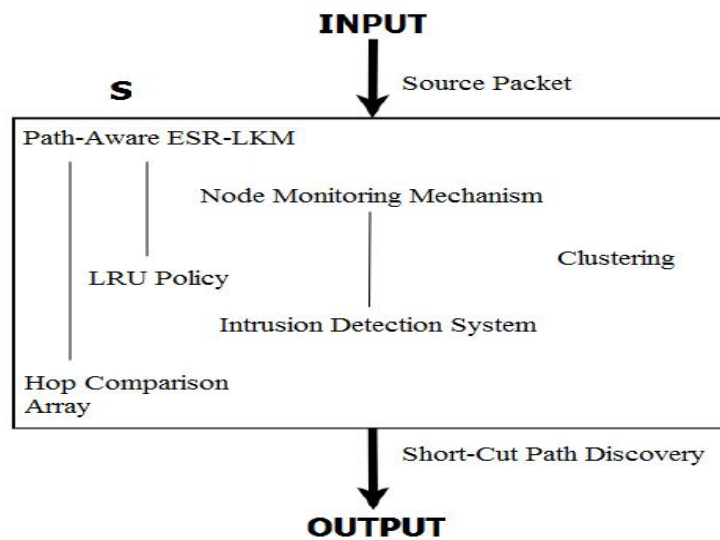 INPUT
S
Source Packet
Path-Aware ESR-LKM
Node Monitoring Mechanism
Clustering
LRU Policy
Intrusion Detection System
Hop Comparison
Array
Short-Cut Path Discovery
OUTPUT